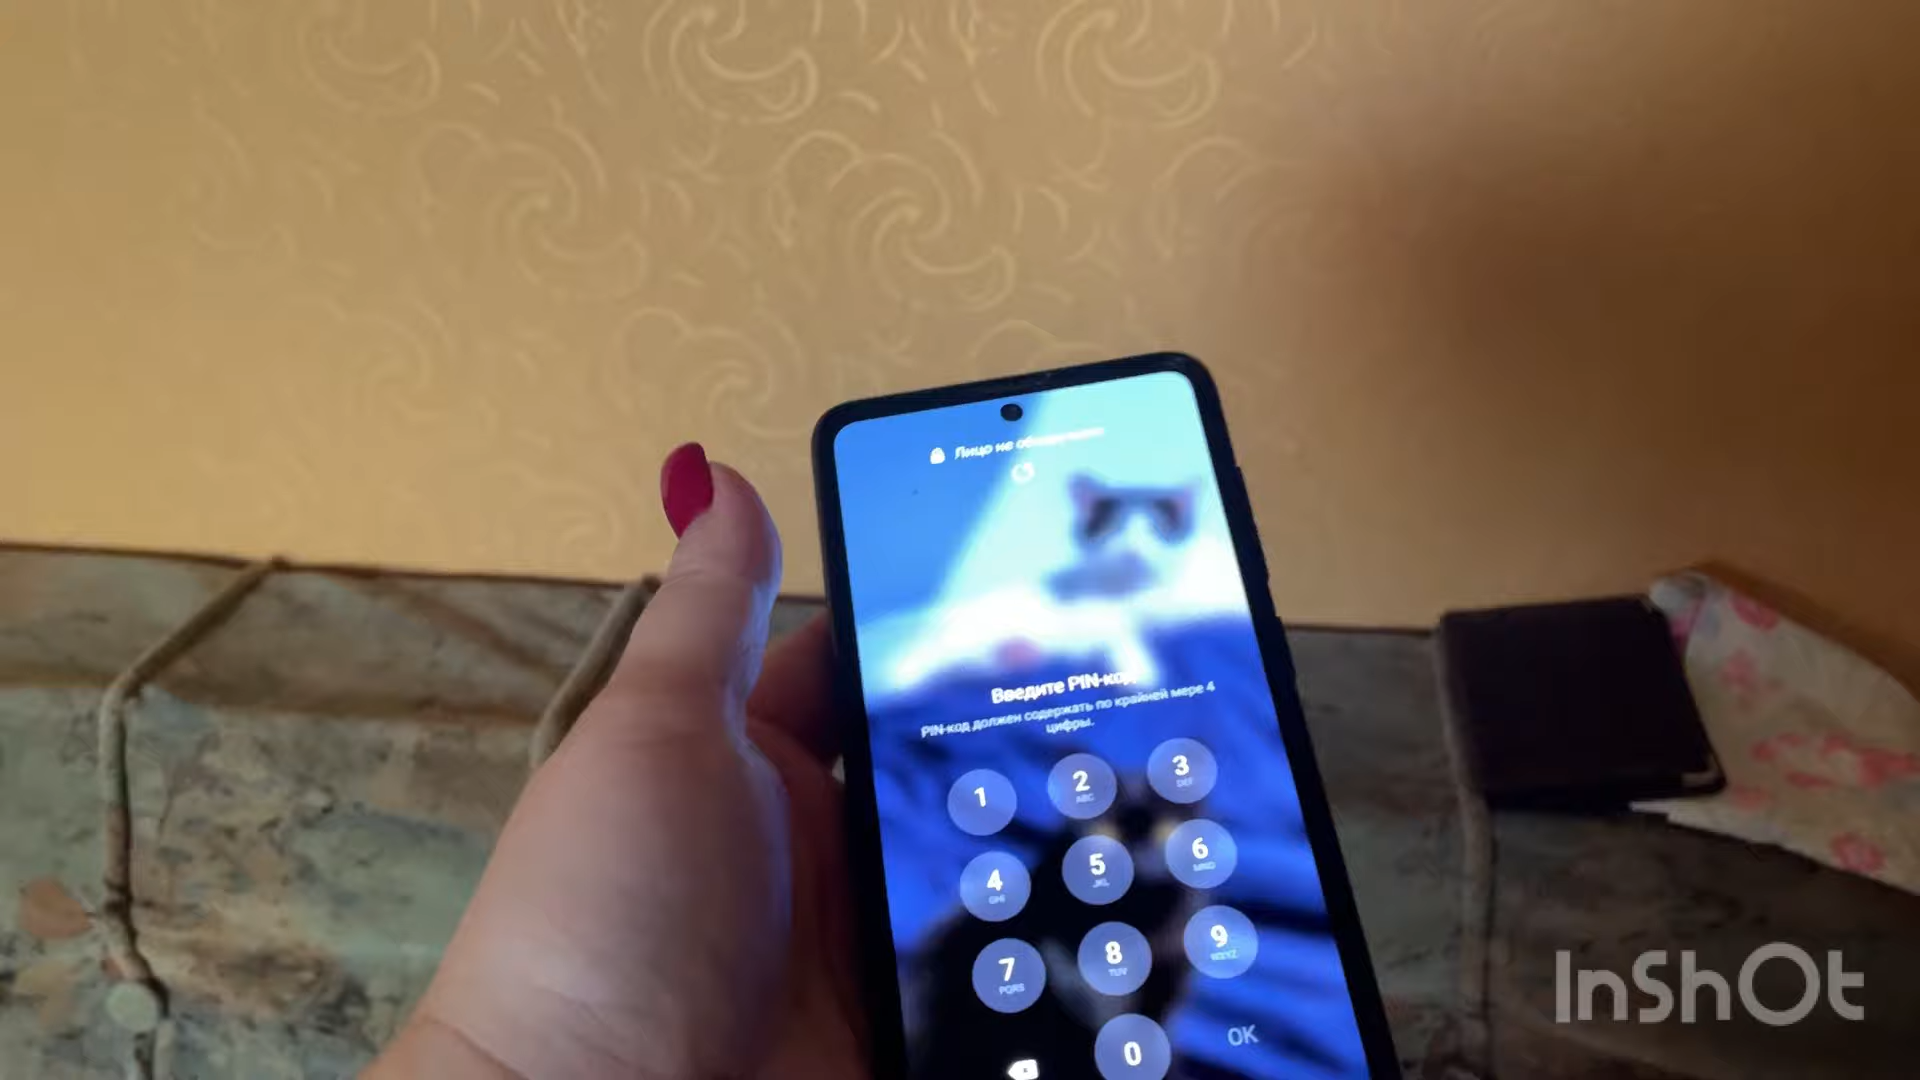 Лицо не
Введите PIN-код
PIN-код должен содержать по крайней мере 4
цифры.
1
2 ABC
3 DEF
4 GHI
5 JKL
6 MNO
7 PQRS
8 TUV
9 WXYZ
0
OK
InShOt